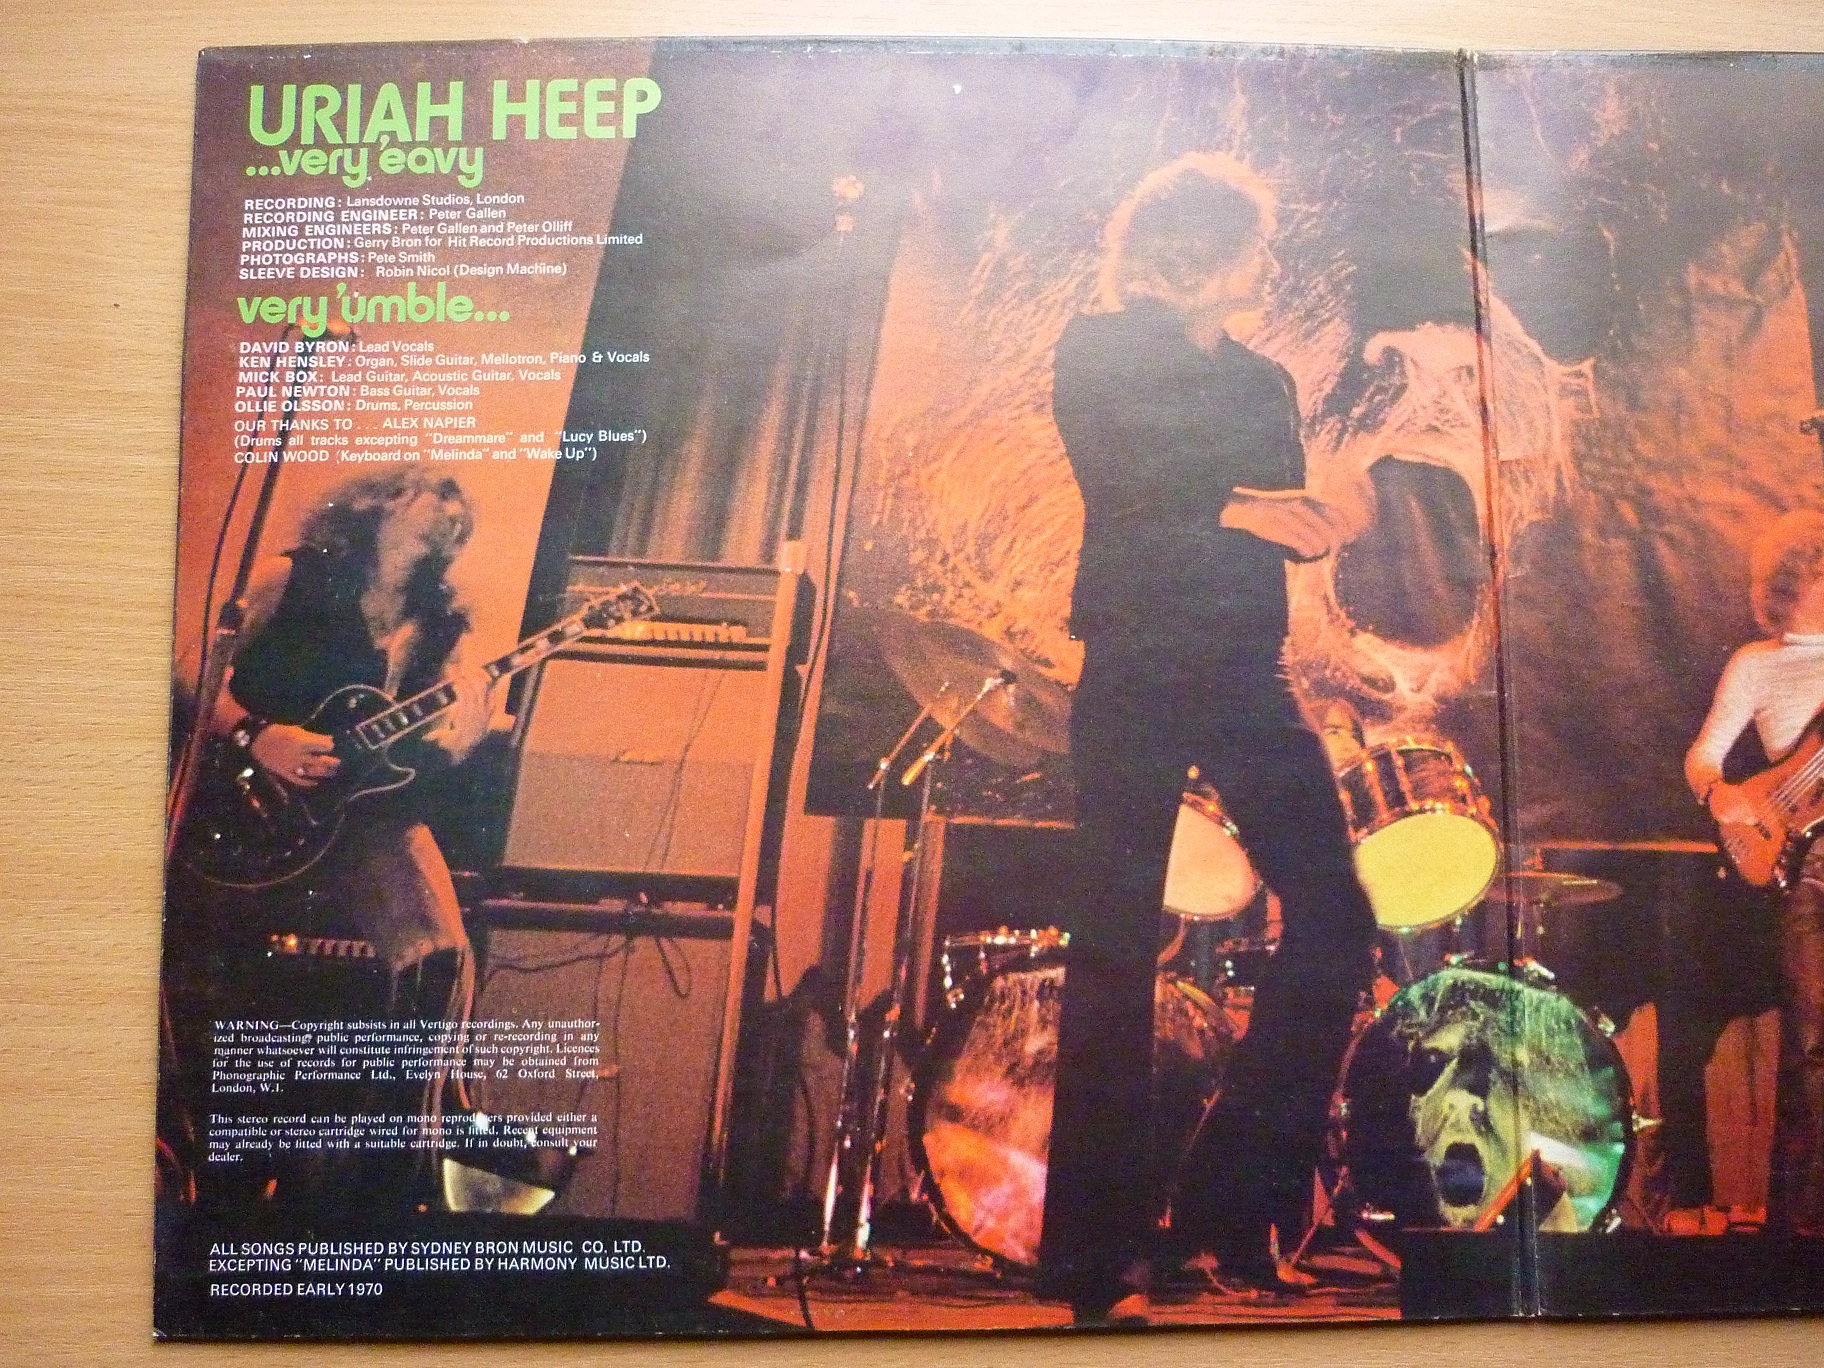 URIAH HEEP
...very 'eavy
RECORDING: Lansdowne Studios, London
RECORDING ENGINEER: Peter Gallen
MIXING ENGINEERS: Peter Gallen and Peter Olliff
PRODUCTION: Gerry Bron for Hit Record Productions Limited
PHOTOGRAPHS: Pete Smith
SLEEVE DESIGN: Robin Nicol (Design Machine)
very 'umble...
DAVID BYRON: Lead Vocals
KEN HENSLEY: Organ, Slide Guitar, Mellotron, Piano & Vocals
MICK BOX: Lead Guitar, Acoustic Guitar. Vocals
PAUL NEWTON: Bass Guitar, Vocals
OLLIE OLSSON: Drums, Percussion
OUR THANKS TO . . . ALEX NAPIER
(Drums all tracks excepting "Dreammare" and "Lucy Blues")
COLIN WOOD (Keyboard on "Melinda" and "Wake Up")
WARNING—Copyright subsists in all Vertigo recordings. Any unauthor-
ized broadcasting, public performance, copying or re-recording in any
manner whatsoever will constitute infringement of such copyright. Licences
for the use of records for public performance may be obtained from
Phonographic Performance Ltd., Evelyn House, 62 Oxford Street,
London, W.1.
This stereo record can be played on mono reproducers provided either a
compatible or stereo cartridge wired for mono is fitted. Recent equipment
may already be fitted with a suitable cartridge. If in doubt, consult your
dealer.
ALL SONGS PUBLISHED BY SYDNEY BRON MUSIC CO. LTD.
EXCEPTING "MELINDA" PUBLISHED BY HARMONY MUSIC LTD.
RECORDED EARLY 1970